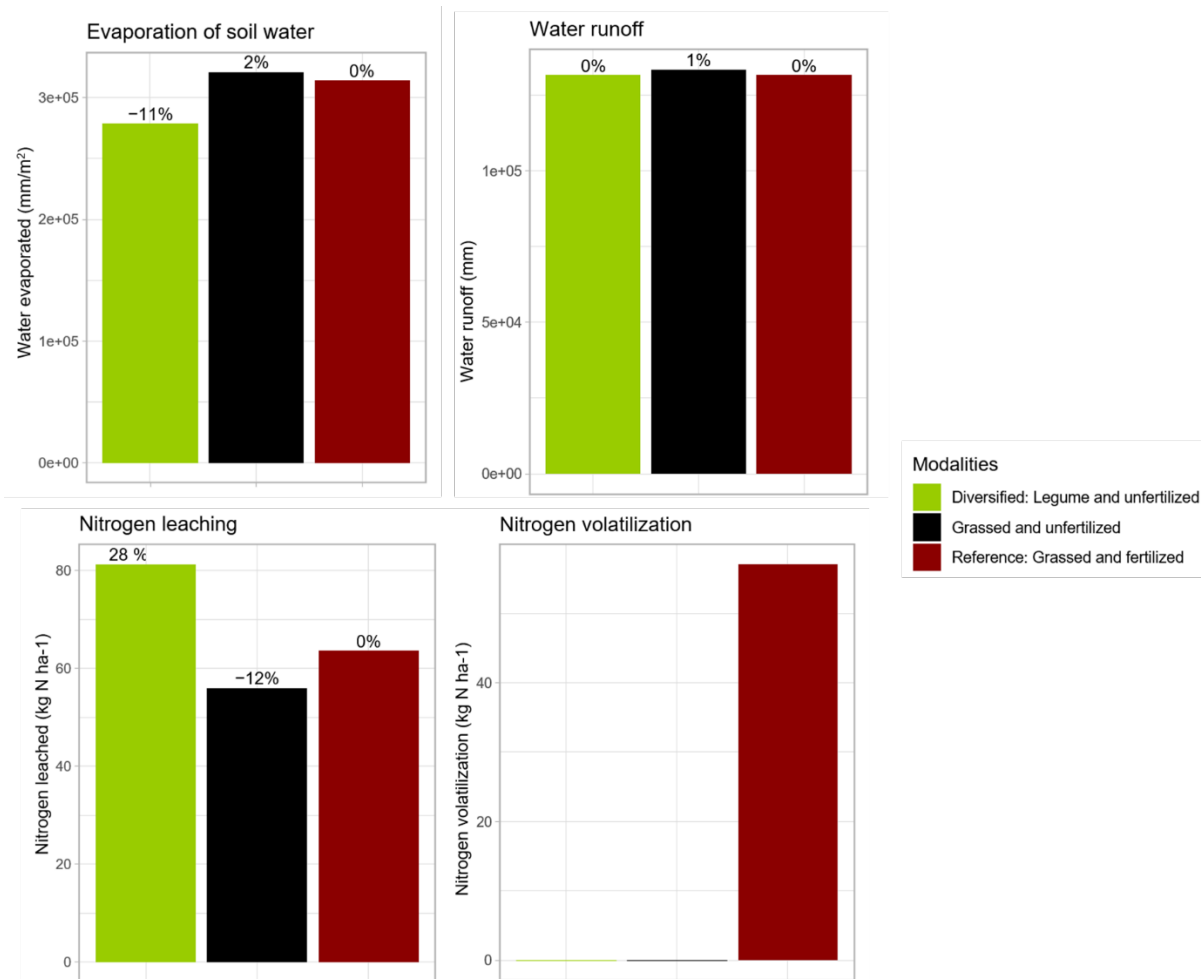 Evaporation of soil water
Water evaporated (mm/m²)
3e+05
2e+05
1e+05
0e+00
−11%
2%
0%
Water runoff
Water runoff (mm)
1e+05
5e+04
0e+00
0%
1%
0%
Nitrogen leaching
Nitrogen leached (kg N ha-1)
80
60
40
20
0
28 %
−12%
0%
Nitrogen volatilization
Nitrogen volatilization (kg N ha-1)
40
20
0
Modalities
Diversified: Legume and unfertilized
Grassed and unfertilized
Reference: Grassed and fertilized